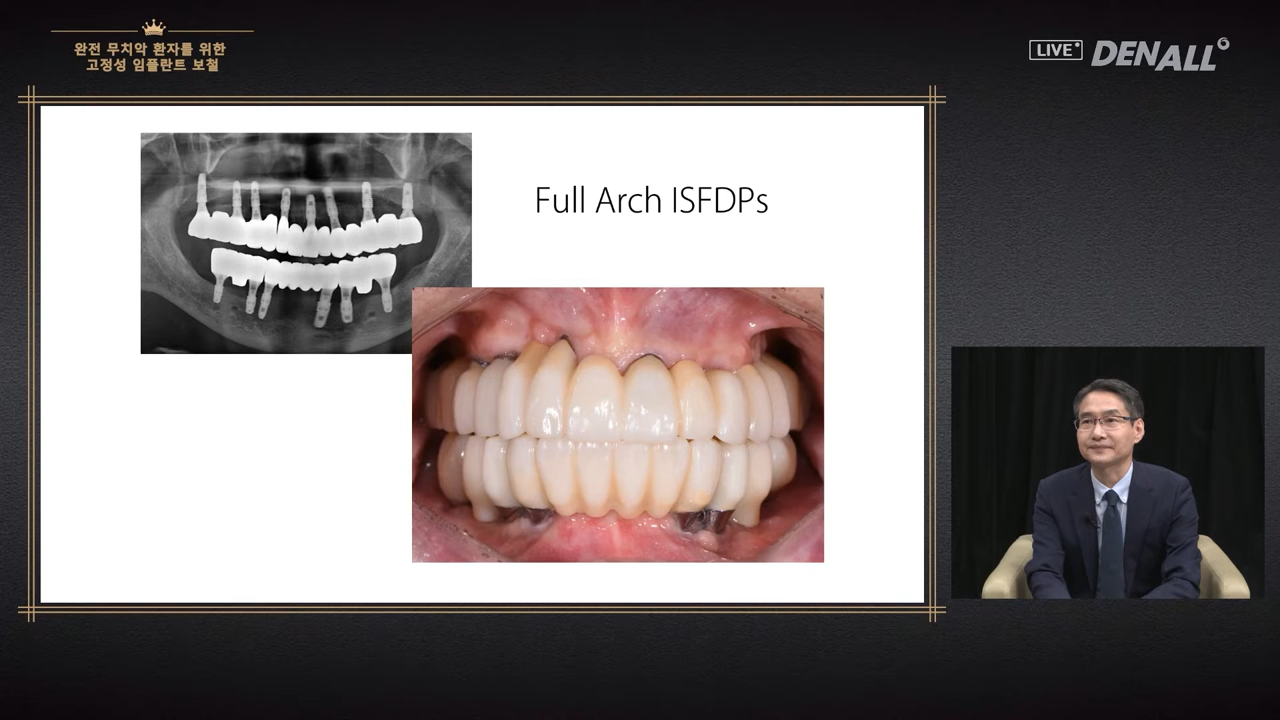 완전 무치악 환자를 위한
고정성 임플란트 보철
LIVE
DENALL
Full Arch ISFDPs